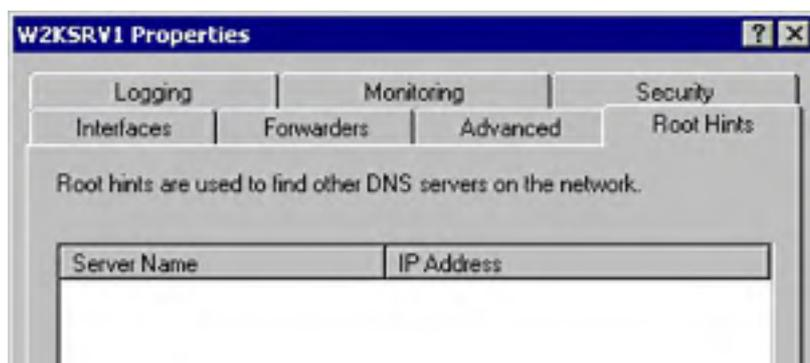 W2KSRV1 Properties
Logging Monitoring Security
Interfaces Forwarders Advanced Root Hints
Root hints are used to find other DNS servers on the network.
Server Name IP Address